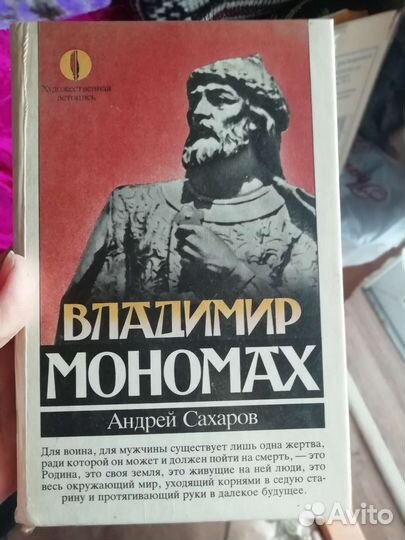 Художественная
летопись
ВЛАДИМИР
МОНОМАХ
Андрей Сахаров
Для воина, для мужчины существует лишь одна жертва,
ради которой он может и должен пойти на смерть, — это
Родина, это своя земля, это живущие на ней люди, это
весь окружающий мир, уходящий корнями в седую ста-
рину и протягивающий руки в далекое будущее.
Avito